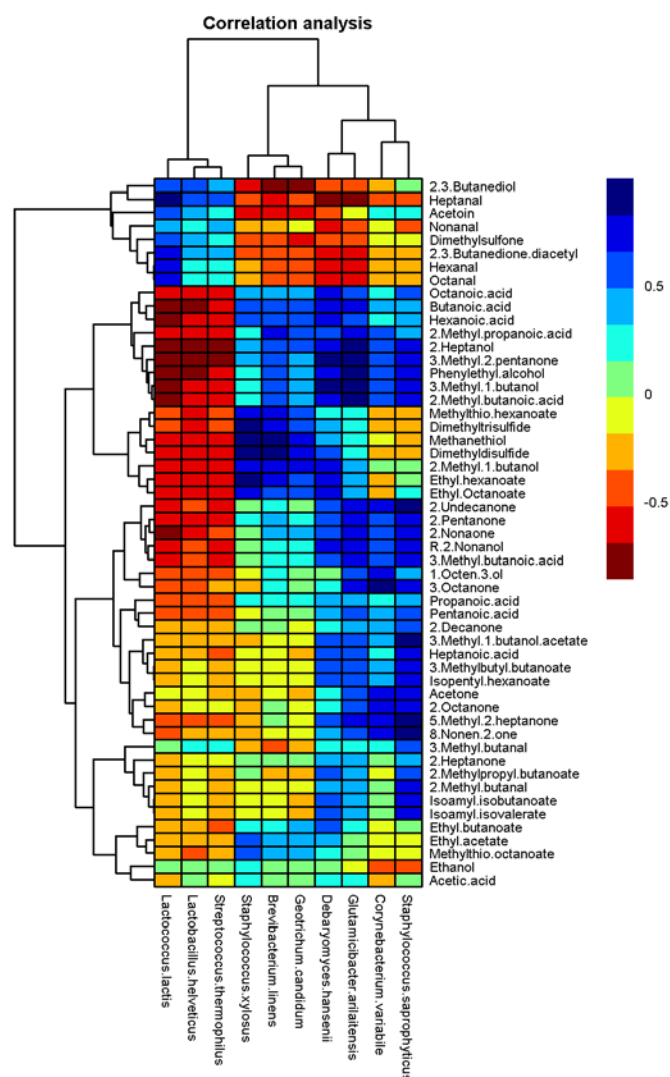 Correlation analysis
2.3.Butanediol
Heptanal
Acetoin
Nonanal
Dimethylsulfone
2.3.Butanedione.diacetyl
Hexanal
Octanal
Octanoic.acid
Butanoic.acid
Hexanoic.acid
2.Methyl.propanoic.acid
2.Heptanol
3.Methyl.2.pentanone
Phenylethyl.alcohol
3.Methyl.1.butanol
2.Methyl.butanoic.acid
Methylthio.hexanoate
Dimethyltrisulfide
Methanethiol
Dimethyldisulfide
2.Methyl.1.butanol
Ethyl.hexanoate
Ethyl.Octanoate
2.Undecanone
2.Pentanone
2.Nonaone
R.2.Nonanol
3.Methyl.butanoic.acid
1.Octen.3.ol
3.Octanone
Propanoic.acid
Pentanoic.acid
2.Decanone
3.Methyl.1.butanol.acetate
Heptanoic.acid
3.Methylbutyl.butanoate
Isopentyl.hexanoate
Acetone
2.Octanone
5.Methyl.2.heptanone
8.Nonen.2.one
3.Methyl.butanal
2.Heptanone
2.Methylpropyl.butanoate
2.Methyl.butanal
Isoamyl.isobutanoate
Isoamyl.isovalerate
Ethyl.butanoate
Ethyl.acetate
Methylthio.octanoate
Ethanol
Acetic.acid
0.5
0
-0.5
Lactococcus.lactis
Lactobacillus.helveticus
Streptococcus.thermophilus
Staphylococcus.xylosus
Brevibacterium.linens
Geotrichum.candidum
Debaryomyces.hansenii
Glutamicibacter.arilaitensis
Corynebacterium.variabile
Staphylococcus.saprophyticus